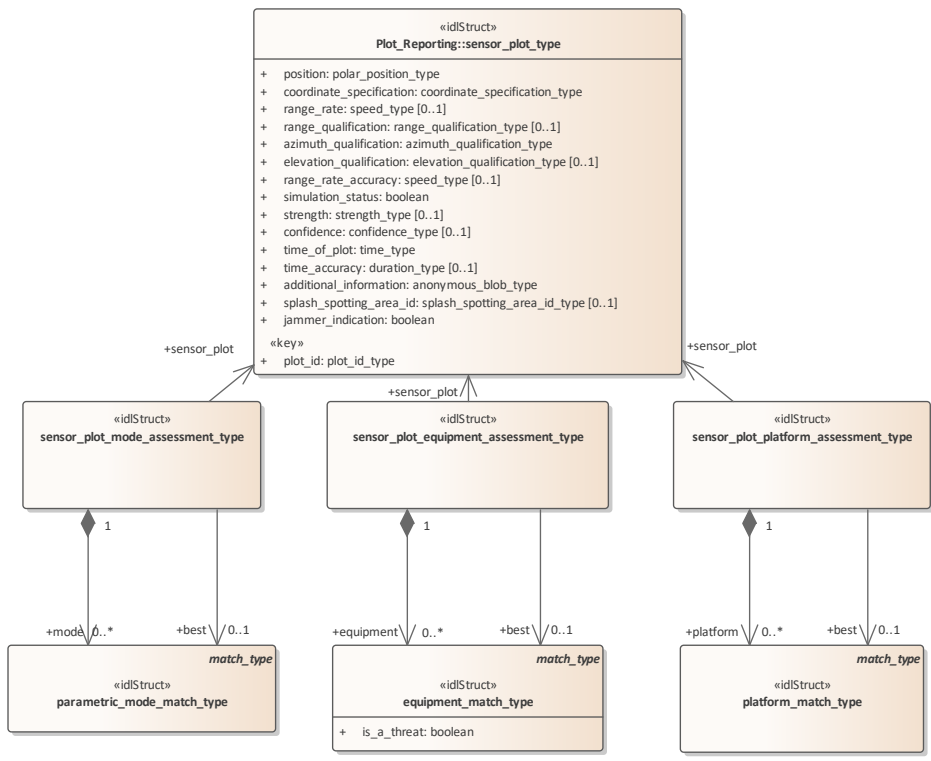 «idlStruct»
Plot_Reporting::sensor_plot_type
+ position: polar_position_type
+ coordinate_specification: coordinate_specification_type
+ range_rate: speed_type [0..1]
+ range_qualification: range_qualification_type [0..1]
+ azimuth_qualification: azimuth_qualification_type
+ elevation_qualification: elevation_qualification_type [0..1]
+ range_rate_accuracy: speed_type [0..1]
+ simulation_status: boolean
+ strength: strength_type [0..1]
+ confidence: confidence_type [0..1]
+ time_of_plot: time_type
+ time_accuracy: duration_type [0..1]
+ additional_information: anonymous_blob_type
+ splash_spotting_area_id: splash_spotting_area_id_type [0..1]
+ jammer_indication: boolean
«key»
+ plot_id: plot_id_type
+sensor_plot
+sensor_plot
+sensor_plot
«idlStruct»
sensor_plot_mode_assessment_type
«idlStruct»
sensor_plot_equipment_assessment_type
«idlStruct»
sensor_plot_platform_assessment_type
1
1
1
+mode 0..*
+best 0..1
+equipment 0..*
+best 0..1
+platform 0..*
+best 0..1
match_type
«idlStruct»
parametric_mode_match_type
match_type
«idlStruct»
equipment_match_type
+ is_a_threat: boolean
match_type
«idlStruct»
platform_match_type